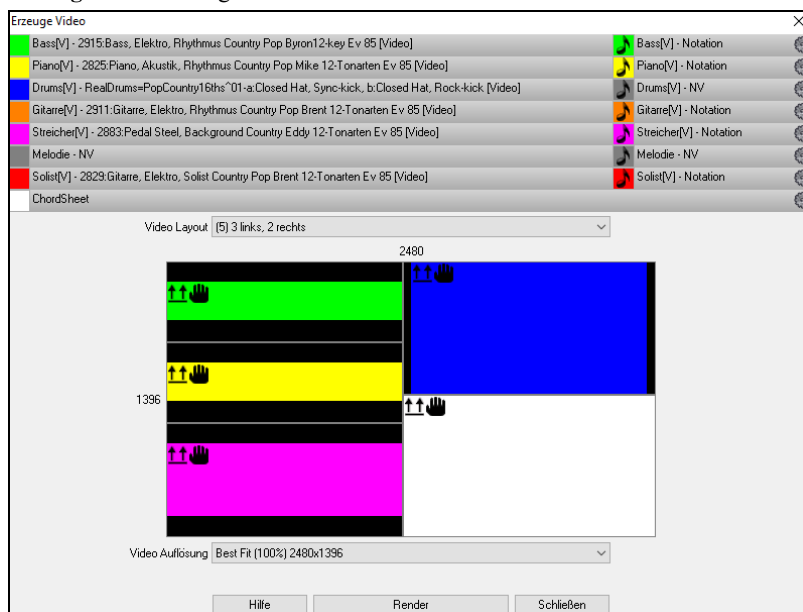 Erzeuge Video
Bass[V] - 2915:Bass, Elektro, Rhythmus Country Pop Byron12-key Ev 85 [Video] Bass[V] - Notation
Piano[V] - 2825:Piano, Akustik, Rhythmus Country Pop Mike 12-Tonarten Ev 85 [Video] Piano[V] - Notation
Drums[V] - RealDrums=PopCountry16ths^01-a:Closed Hat, Sync-kick, b:Closed Hat, Rock-kick [Video] Drums[V] - NV
Gitarre[V] - 2911:Gitarre, Elektro, Rhythmus Country Pop Brent 12-Tonarten Ev 85 [Video] Gitarre[V] - Notation
Streicher[V] - 2883:Pedal Steel, Background Country Eddy 12-Tonarten Ev 85 [Video] Streicher[V] - Notation
Melodie - NV Melodie - NV
Solist[V] - 2829:Gitarre, Elektro, Solist Country Pop Brent 12-Tonarten Ev 85 [Video] Solist[V] - Notation
ChordSheet
Video Layout (5) 3 links, 2 rechts
2480
1396
Video Auflösung Best Fit (100%) 2480x1396
Hilfe Render Schließen